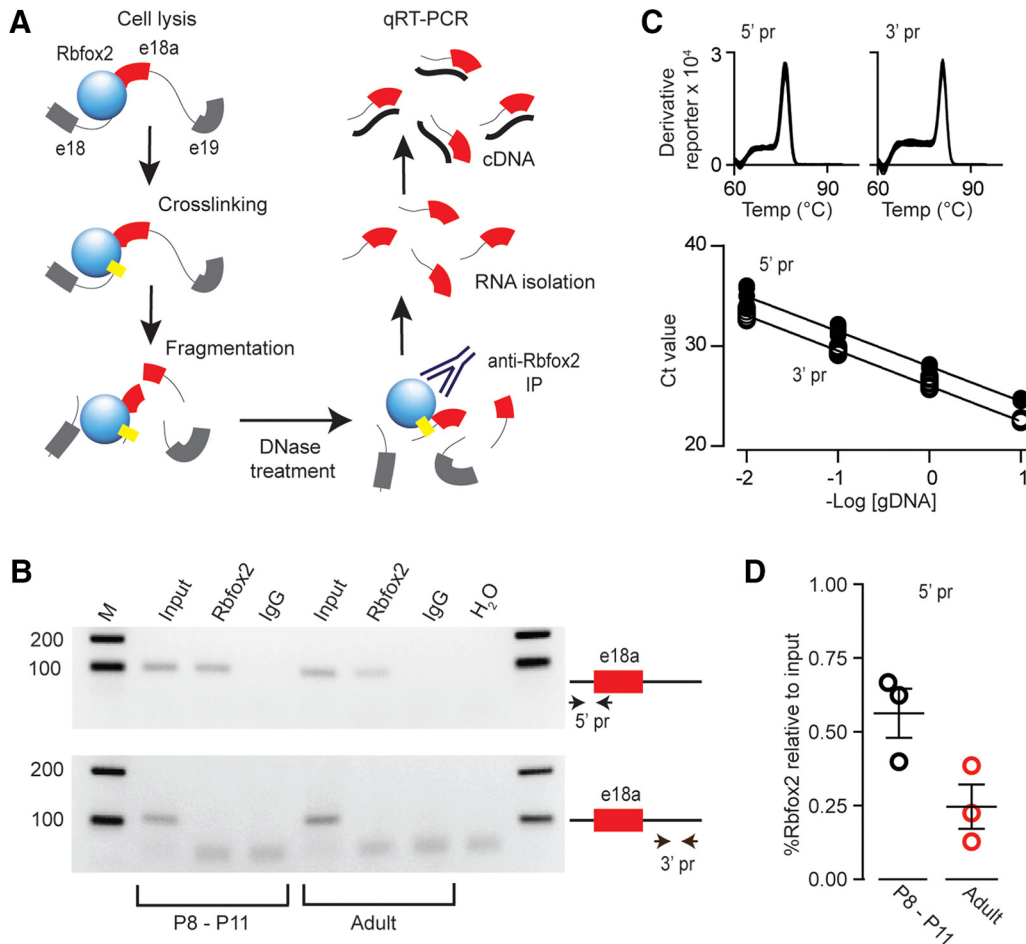 A
Cell lysis
Rbfox2
e18a
e18
e19
Crosslinking
Fragmentation
DNase
treatment
qRT-PCR
cDNA
RNA isolation
anti-Rbfox2
IP
B
M
Input
Rbfox2
IgG
Input
Rbfox2
IgG
H₂O
200
100
e18a
5' pr
200
100
e18a
3' pr
P8 - P11
Adult
C
5' pr
3' pr
Derivative
reporter x 10⁴
3
0
60
90
60
90
Temp (°C)
Temp (°C)
Ct value
40
30
20
5' pr
3' pr
-2
-1
0
1
-Log [gDNA]
D
5' pr
%Rbfox2 relative to input
1.00
0.75
0.50
0.25
0.00
P8 - P11
Adult